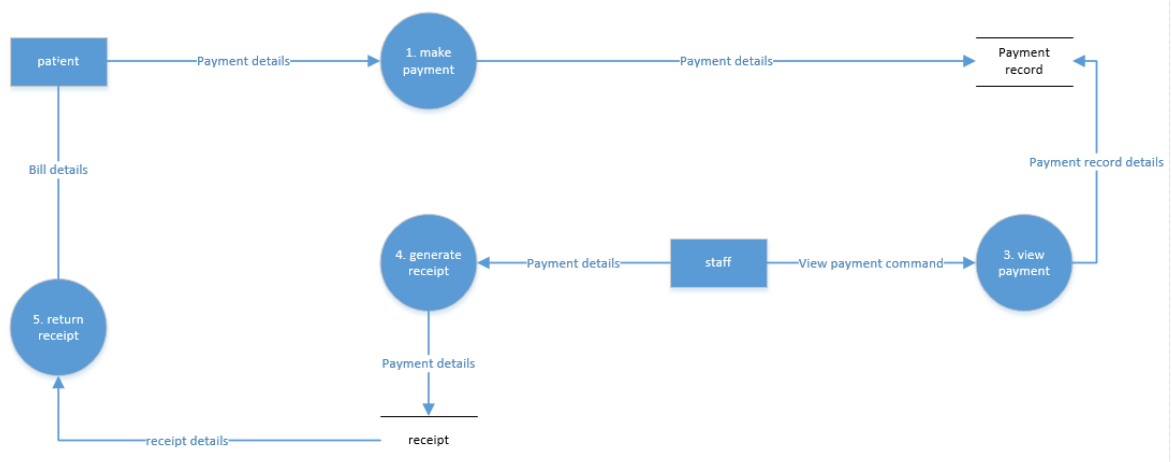 patient
Payment details
1. make
payment
Payment details
Payment
record
Bill details
Payment record details
4. generate
receipt
Payment details
staff
View payment command
3. view
payment
5. return
receipt
Payment details
receipt details
receipt